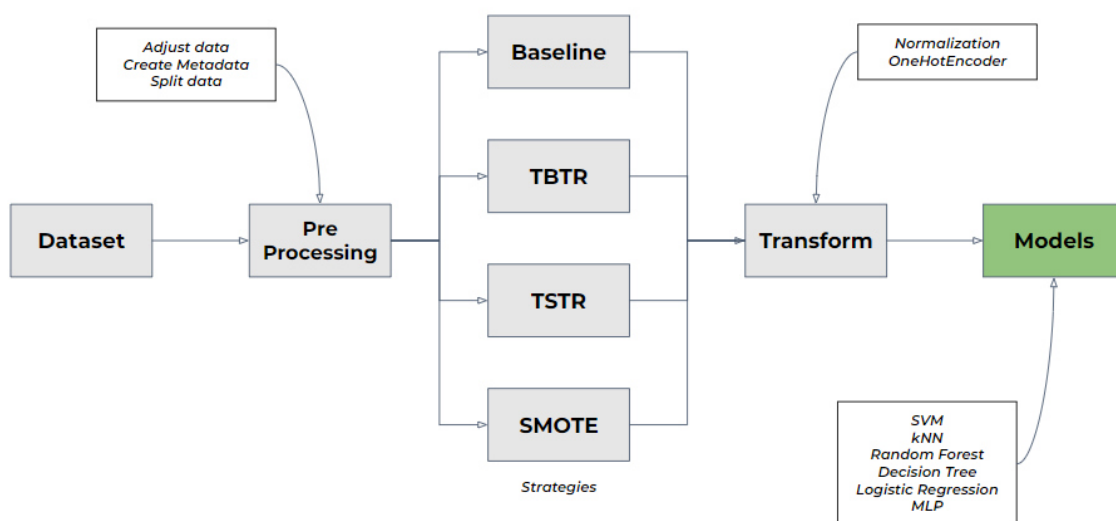 Adjust data
Create Metadata
Split data
Baseline
Normalization
OneHotEncoder
TBTR
Dataset
Pre
Processing
Transform
Models
TSTR
SMOTE
Strategies
SVM
kNN
Random Forest
Decision Tree
Logistic Regression
MLP